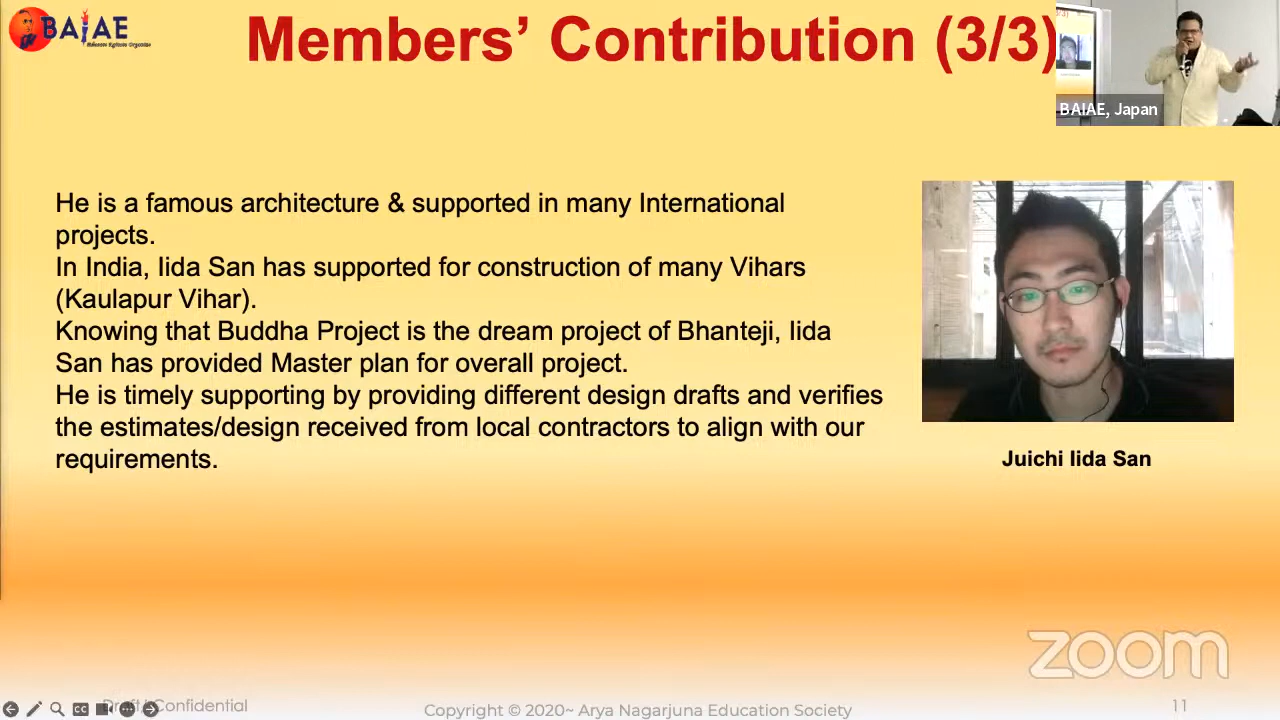 BAIAE
Members’ Contribution (3/3)
BAIAE, Japan
He is a famous architecture & supported in many International
projects.
In India, Iida San has supported for construction of many Vihars
(Kaulapur Vihar).
Knowing that Buddha Project is the dream project of Bhanteji, Iida
San has provided Master plan for overall project.
He is timely supporting by providing different design drafts and verifies
the estimates/design received from local contractors to align with our
requirements.
Juichi Iida San
zoom
CC
Draft / Confidential
Copyright © 2020~ Arya Nagarjuna Education Society
11